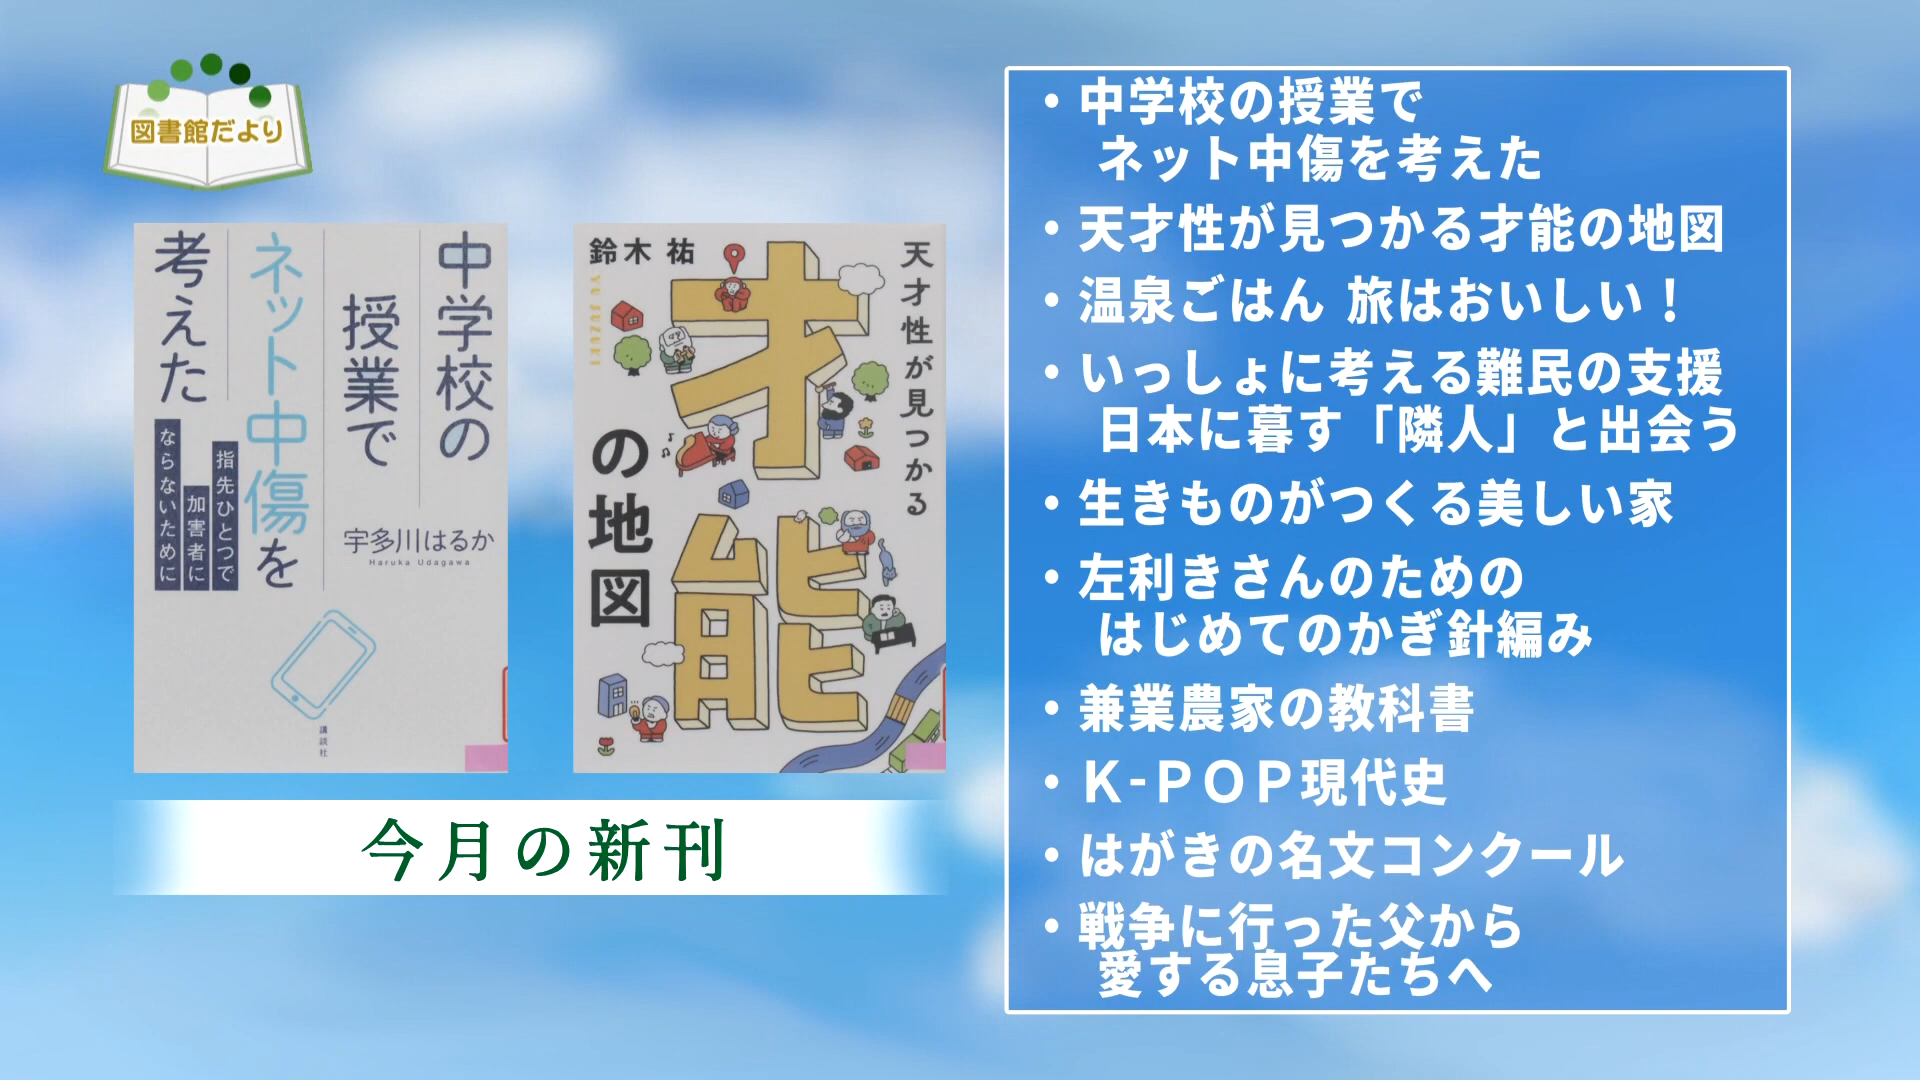 図書館だより
中学校の
授業で
ネット中傷を
考えた
指先ひとつで
加害者に
ならないために
宇多川はるか
Haruka Udagawa
講談社
天才性が見つかる
才能
の地図
鈴木 祐
YU SUZUKI
今月の新刊
・中学校の授業で
ネット中傷を考えた
・天才性が見つかる才能の地図
・温泉ごはん 旅はおいしい！
・いっしょに考える難民の支援
日本に暮す「隣人」と出会う
・生きものがつくる美しい家
・左利きさんのための
はじめてのかぎ針編み
・兼業農家の教科書
・K-POP現代史
・はがきの名文コンクール
・戦争に行った父から
愛する息子たちへ